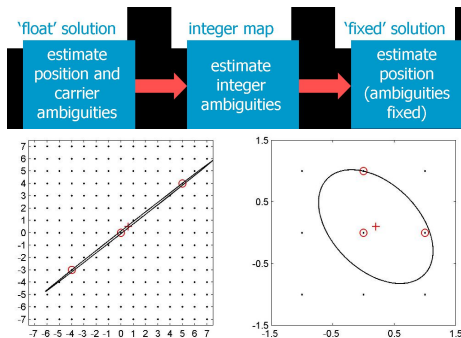 'float' solution
integer map
'fixed' solution
estimate
position and
carrier
ambiguities
estimate
integer
ambiguities
estimate
position
(ambiguities
fixed)
7
6
5
4
3
2
1
0
-1
-2
-3
-4
-5
-6
-7
-7 -6 -5 -4 -3 -2 -1 0 1 2 3 4 5 6 7
1.5
0.5
-0.5
-1.5
-1.5 -0.5 0.5 1.5